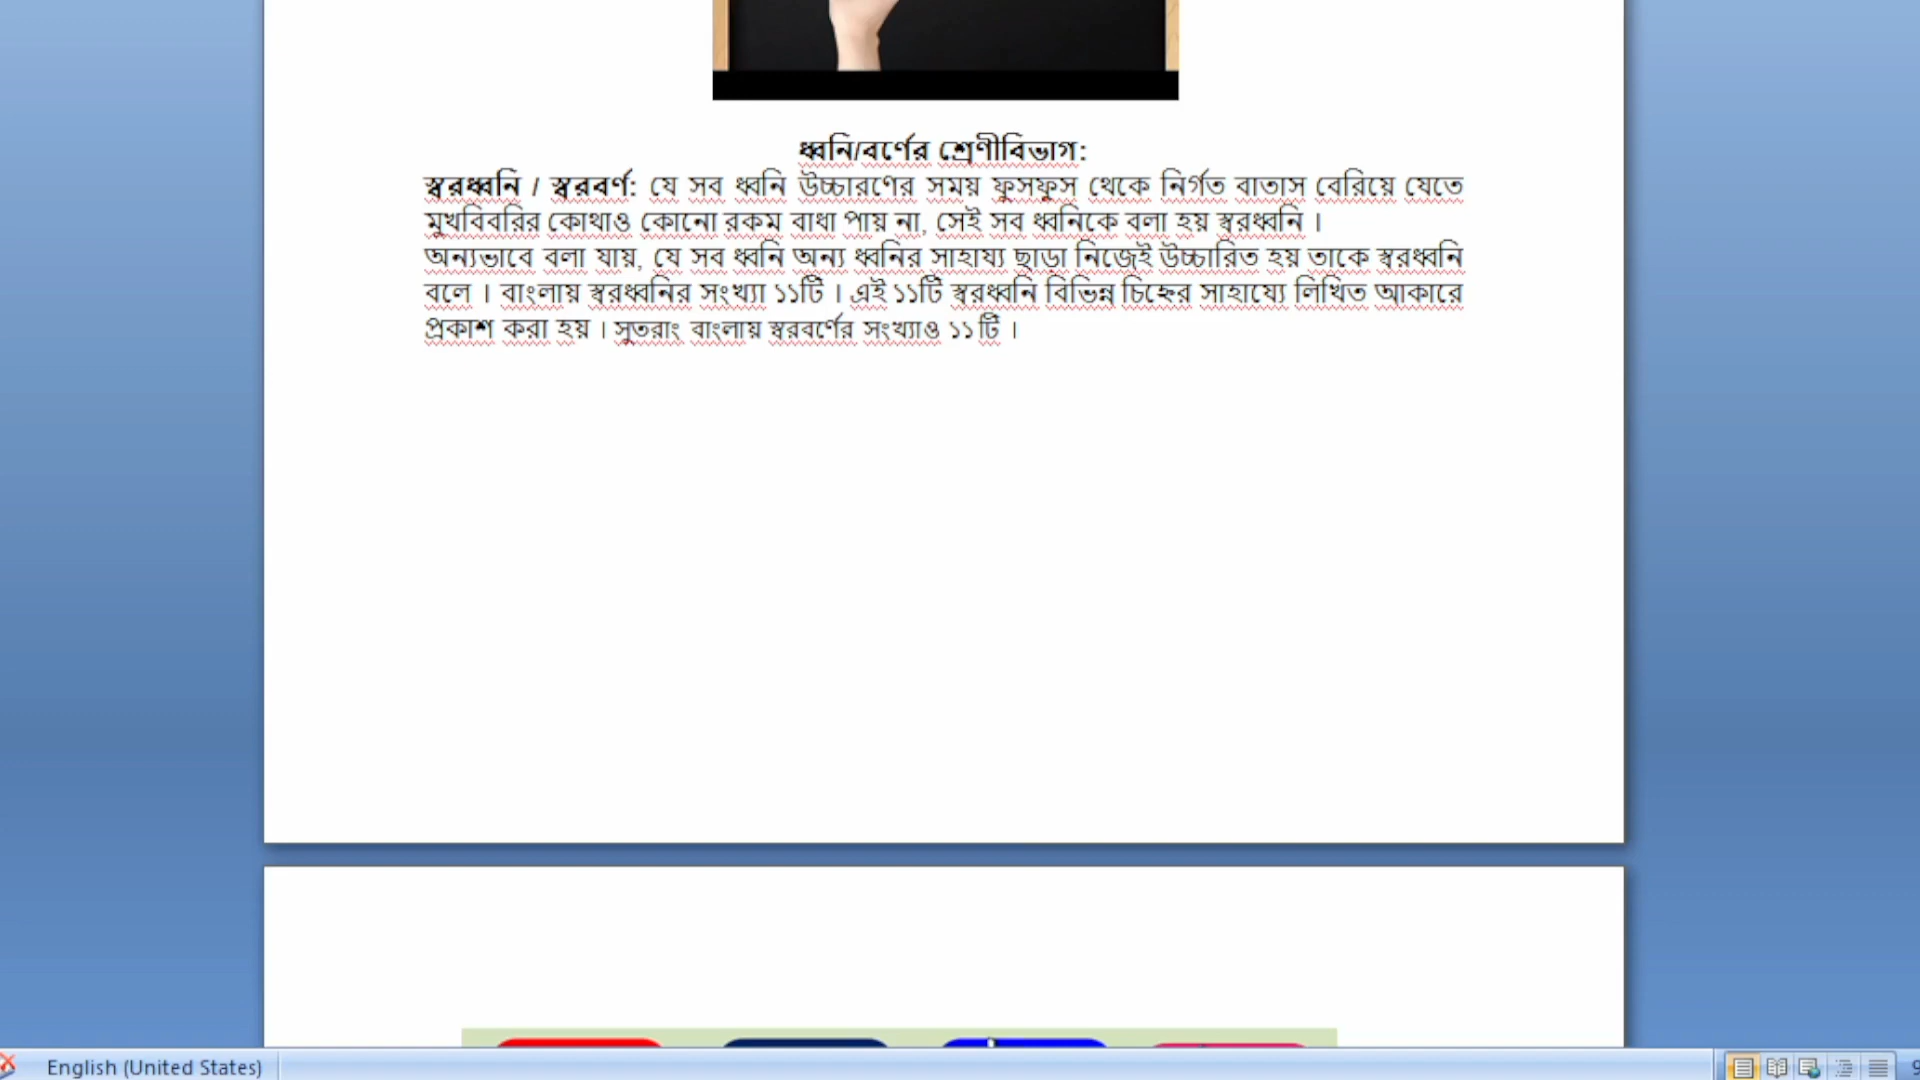 ধ্বনি/বর্ণের শ্রেণীবিভাগ:
স্বরধ্বনি / স্বরবর্ণ: যে সব ধ্বনি উচ্চারণের সময় ফুসফুস থেকে নির্গত বাতাস বেরিয়ে যেতে
মুখবিবরির কোথাও কোনো রকম বাধা পায় না, সেই সব ধ্বনিকে বলা হয় স্বরধ্বনি ।
অন্যভাবে বলা যায়, যে সব ধ্বনি অন্য ধ্বনির সাহায্য ছাড়া নিজেই উচ্চারিত হয় তাকে স্বরধ্বনি
বলে । বাংলায় স্বরধ্বনির সংখ্যা ১১টি । এই ১১টি স্বরধ্বনি বিভিন্ন চিহ্নের সাহায্যে লিখিত আকারে
প্রকাশ করা হয় । সুতরাং বাংলায় স্বরবর্ণের সংখ্যাও ১১ টি ।
English (United States)